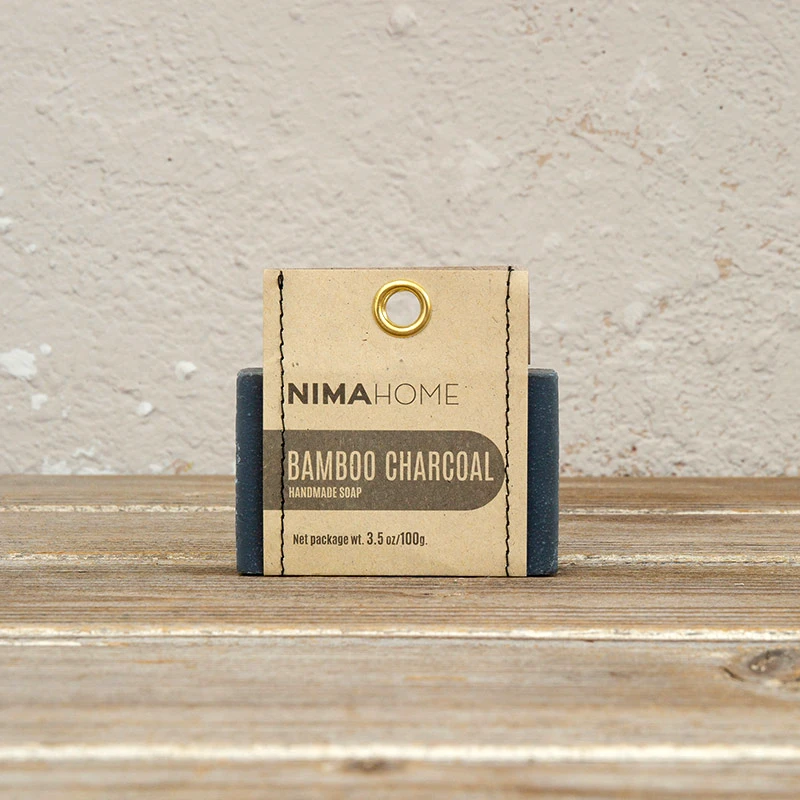 NIMAHOME
BAMBOO CHARCOAL
HANDMADE SOAP
Net package wt. 3.5 oz/100g.